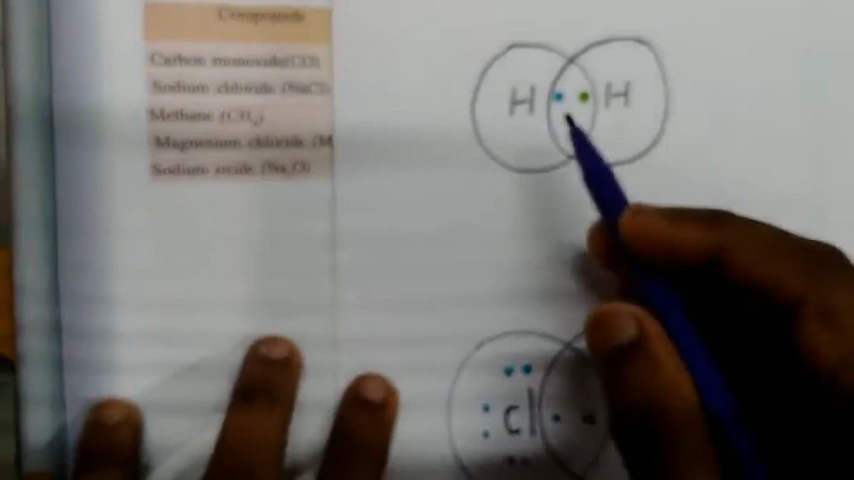 Compounds
Carbon monoxide(CO)
Sodium chloride (NaCl)
Methane (CH₄)
Magnesium chloride (M
Sodium oxide (Na₂O)
H H
Cl